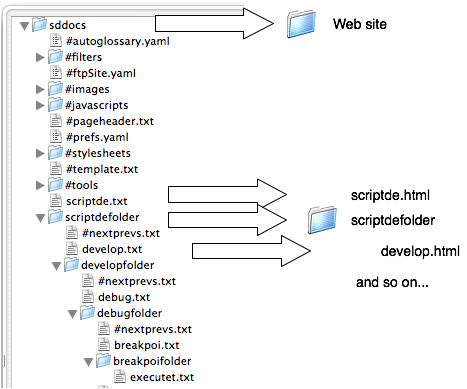 sddocs
Web site
#autoglossary.yaml
#filters
#ftpSite.yaml
#images
#javascripts
#pageheader.txt
#prefs.yaml
#stylesheets
#template.txt
#tools
scriptde.txt
scriptde.html
scriptdefolder
scriptdefolder
#nextprevs.txt
develop.txt
develop.html
developfolder
#nextprevs.txt
and so on...
debug.txt
debugfolder
#nextprevs.txt
breakpoi.txt
breakpoifolder
executet.txt